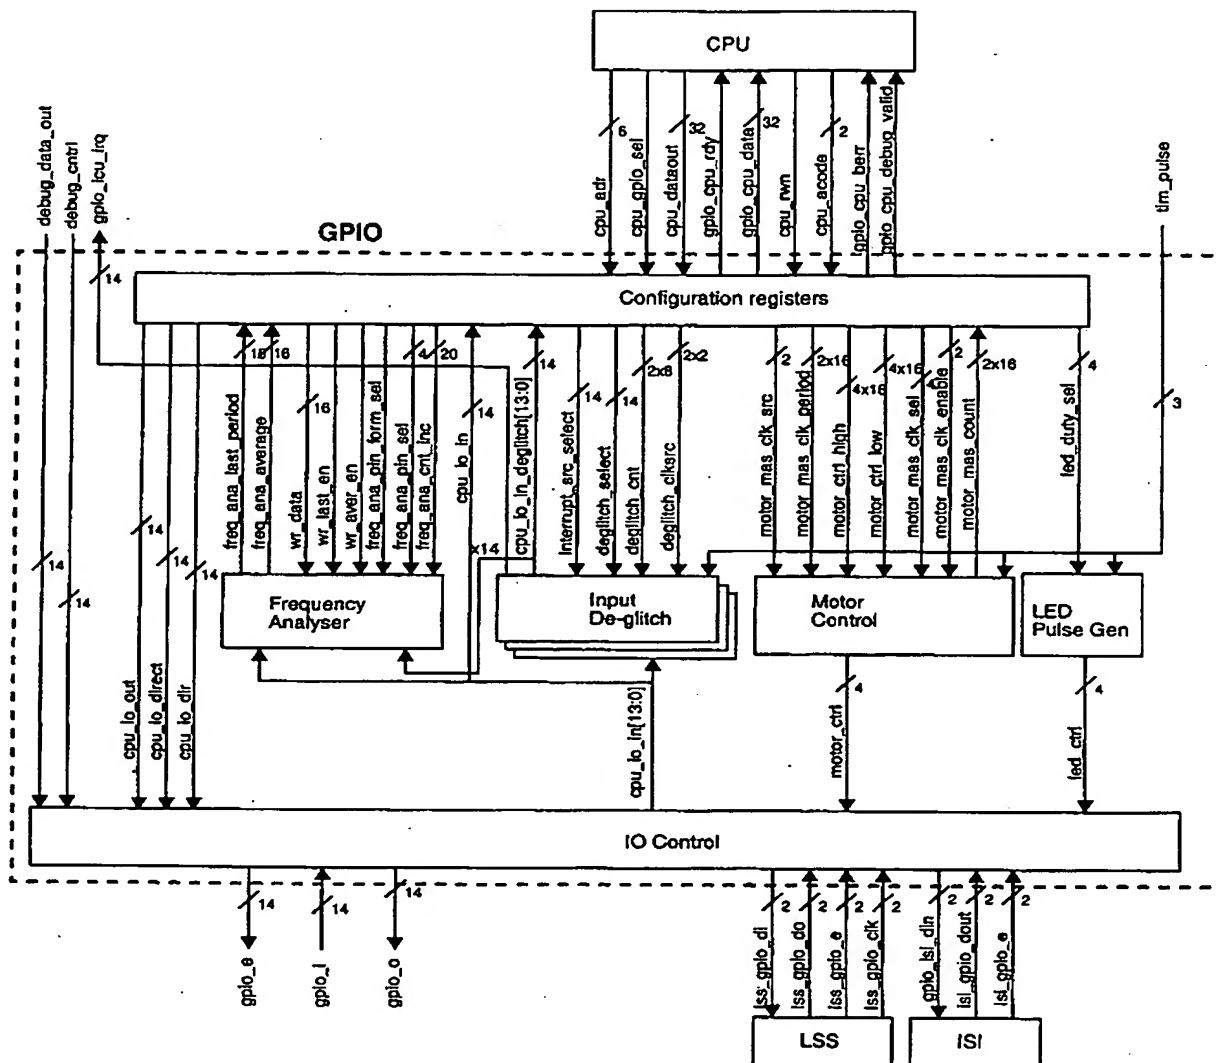 CPU
debug_data_out
debug_cntrl
gpio_icu_irq
6
32
32
2
cpu_adr
cpu_gpio_sel
cpu_dataout
gpio_cpu_rdy
gpio_cpu_data
cpu_rwn
cpu_acode
gpio_cpu_berr
gpio_cpu_debug_valid
tim_pulse
GPIO
14
Configuration registers
3
16
16
4
20
14
14
16
14
14
2x8
2x2
2
2x16
4x16
4x16
4
2
2x16
4
freq_ana_last_period
freq_ana_average
wr_data
wr_last_en
wr_aver_en
freq_ana_pin_form_sel
freq_ana_pin_sel
freq_ana_cnt_inc
cpu_io_in
cpu_io_in_deglitch[13:0]
interrupt_src_select
deglitch_select
deglitch_cnt
deglitch_clksrc
motor_mas_clk_src
motor_mas_clk_period
motor_ctrl_high
motor_ctrl_low
motor_mas_clk_sel
motor_mas_clk_enable
motor_mas_count
led_duty_sel
14
14
14
14
14
x14
Frequency
Analyser
Input
De-glitch
Motor
Control
LED
Pulse Gen
cpu_io_out
cpu_io_direct
cpu_io_dir
cpu_io_in[13:0]
4
motor_ctrl
4
led_ctrl
IO Control
14
14
14
2
2
2
2
2
2
2
gpio_e
gpio_i
gpio_o
lss_gpio_di
lss_gpio_do
lss_gpio_e
lss_gpio_clk
gpio_isi_din
isi_gpio_dout
isi_gpio_e
LSS
ISI